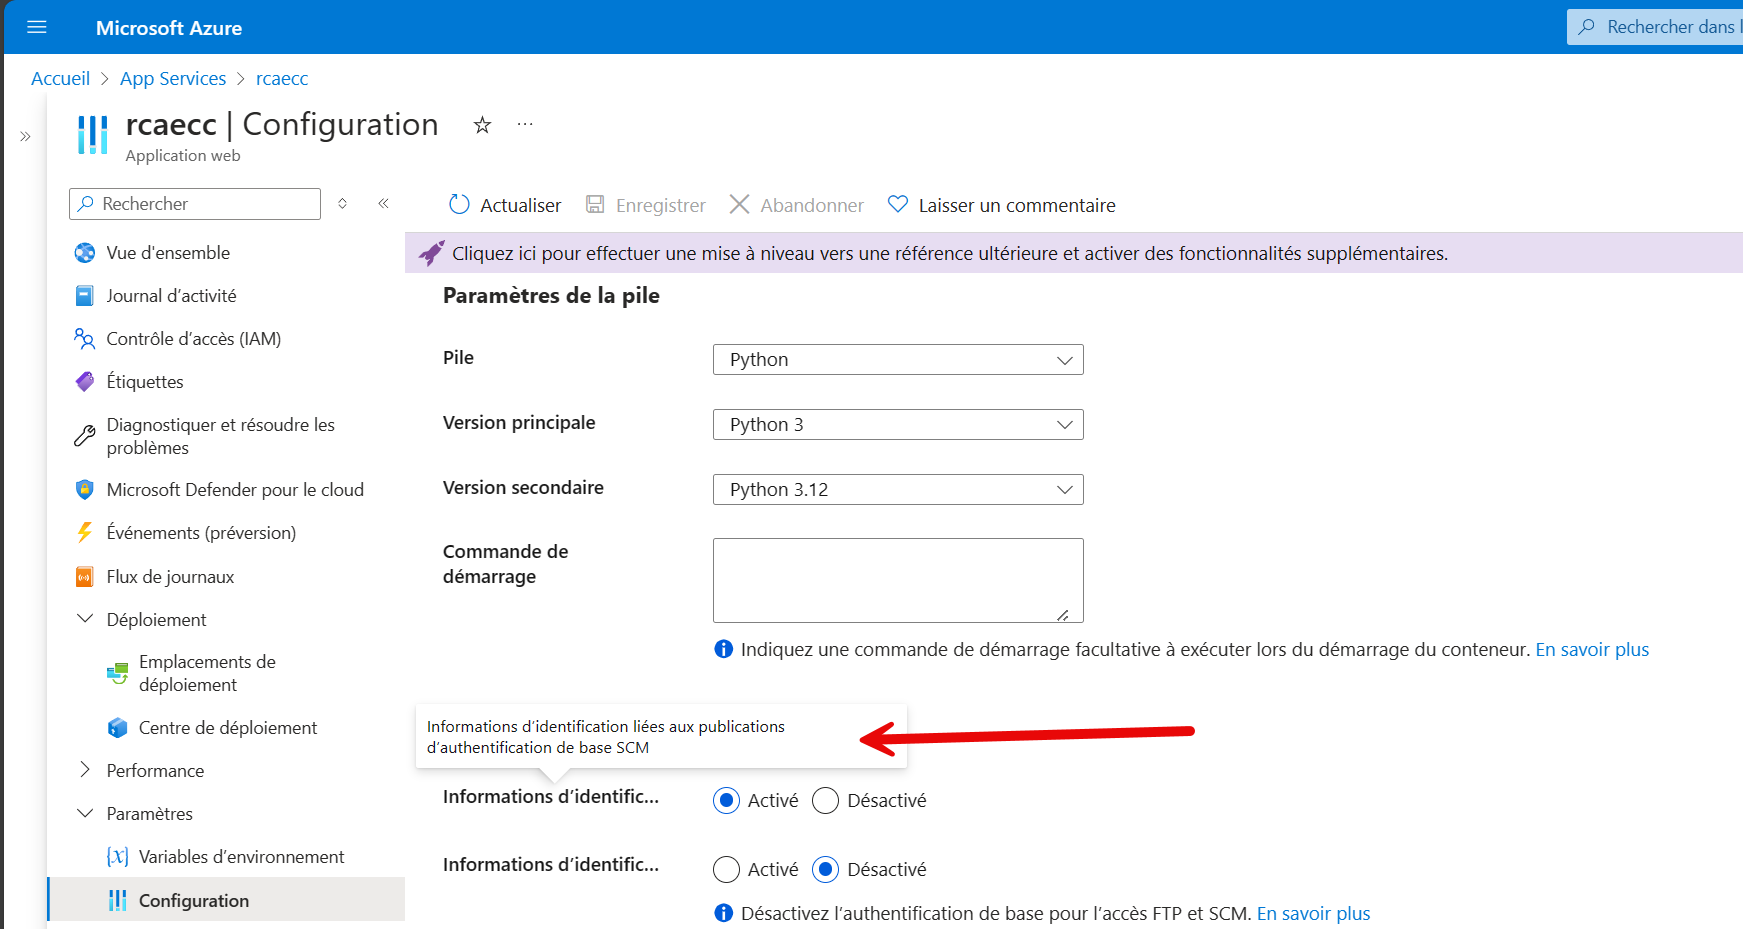 Microsoft Azure
Rechercher dans l
Accueil > App Services > rcaecc
rcaecc | Configuration
Application web
Rechercher
Actualiser
Enregistrer
Abandonner
Laisser un commentaire
Cliquez ici pour effectuer une mise à niveau vers une référence ultérieure et activer des fonctionnalités supplémentaires.
Vue d'ensemble
Journal d’activité
Contrôle d’accès (IAM)
Étiquettes
Diagnostiquer et résoudre les
problèmes
Microsoft Defender pour le cloud
Événements (préversion)
Flux de journaux
Déploiement
Emplacements de
déploiement
Centre de déploiement
Performance
Paramètres
Variables d’environnement
Configuration
Paramètres de la pile
Pile
Python
Version principale
Python 3
Version secondaire
Python 3.12
Commande de
démarrage
Indiquez une commande de démarrage facultative à exécuter lors du démarrage du conteneur. En savoir plus
Informations d’identification liées aux publications
d’authentification de base SCM
Informations d’identific...
Activé
Désactivé
Informations d’identific...
Activé
Désactivé
Désactivez l’authentification de base pour l’accès FTP et SCM. En savoir plus